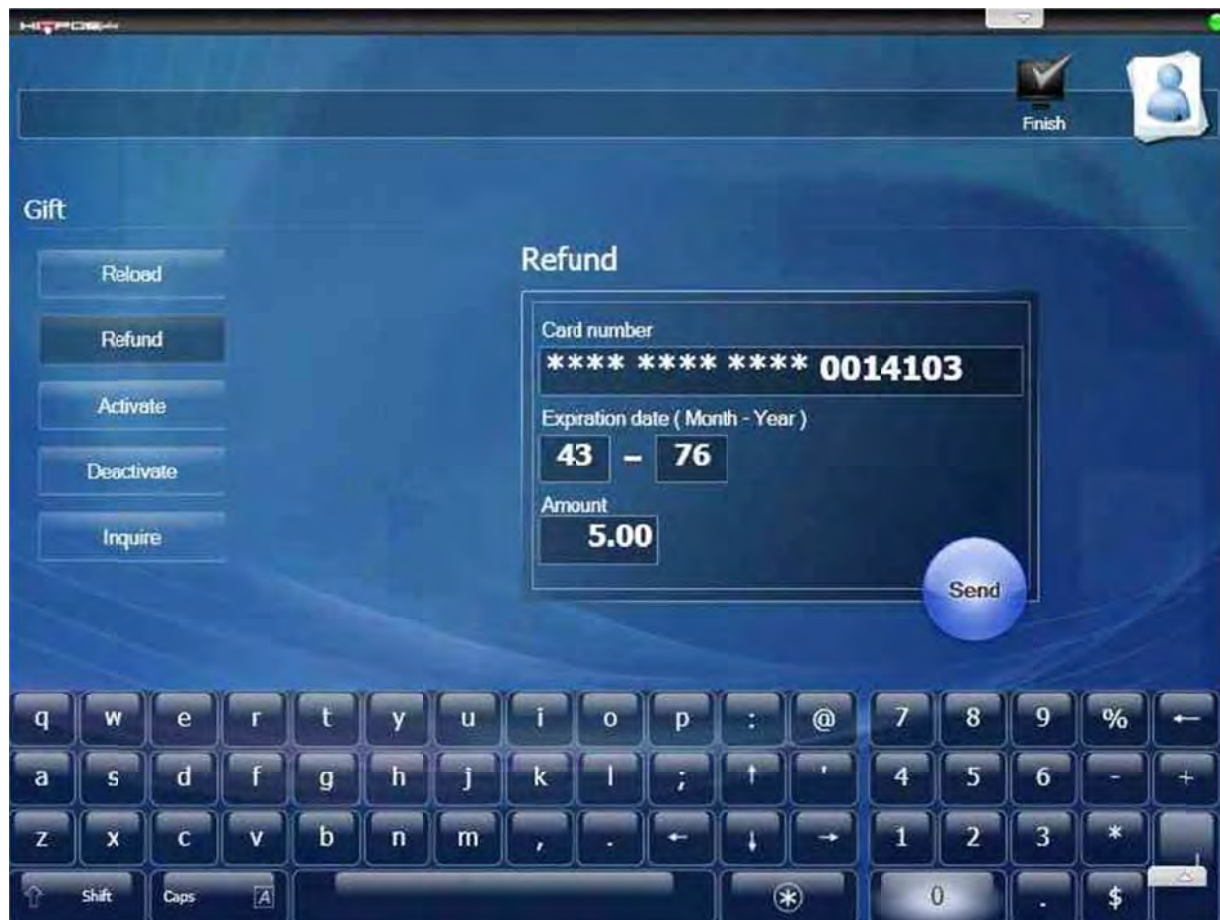 Finish
Gift
Reload
Refund
Activate
Deactivate
Inquire
Refund
Card number
**** **** **** 0014103
Expiration date ( Month - Year )
43 – 76
Amount
5.00
Send
q w e r t y u i o p : @ 7 8 9 % ←
a s d f g h j k l ; ↑ ' 4 5 6 - +
z x c v b n m , . ← ↓ → 1 2 3 *
⇧ Shift Caps A ⊛ 0 . $